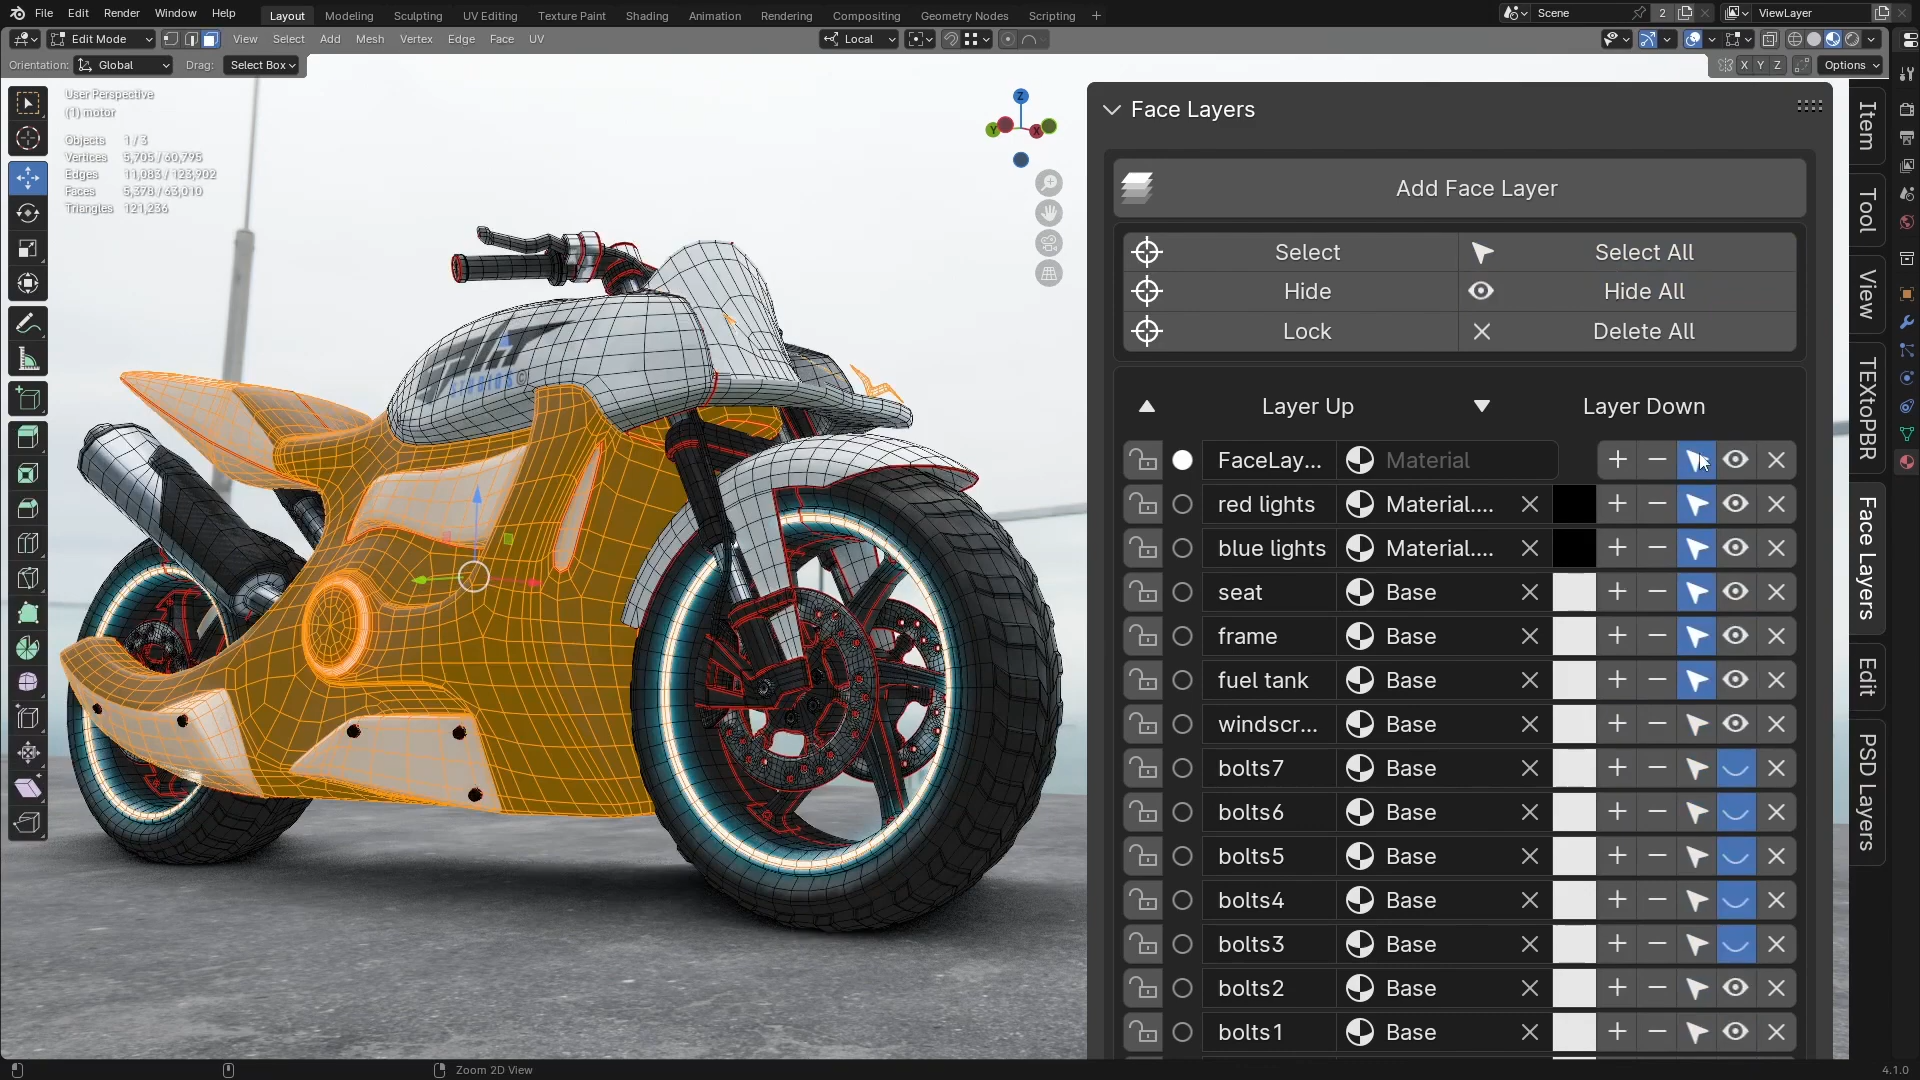 File Edit Render Window Help Layout Modeling Sculpting UV Editing Texture Paint Shading Animation Rendering Compositing Geometry Nodes Scripting + Scene 2 ViewLayer
Edit Mode View Select Add Mesh Vertex Edge Face UV Local
Orientation: Global Drag: Select Box X Y Z Options
User Perspective
(1) motor
Objects 1 / 3
Vertices 5,705 / 60,795
Edges 11,083 / 123,902
Faces 5,378 / 63,010
Triangles 121,236
Z
Y
X
STUDIOS©
Face Layers
Add Face Layer
Select Select All
Hide Hide All
Lock Delete All
Layer Up Layer Down
FaceLay... Material
red lights Material....
blue lights Material....
seat Base
frame Base
fuel tank Base
windscr... Base
bolts7 Base
bolts6 Base
bolts5 Base
bolts4 Base
bolts3 Base
bolts2 Base
bolts1 Base
Item
Tool
View
TEXtoPBR
Face Layers
Edit
PSD Layers
Zoom 2D View
4.1.0